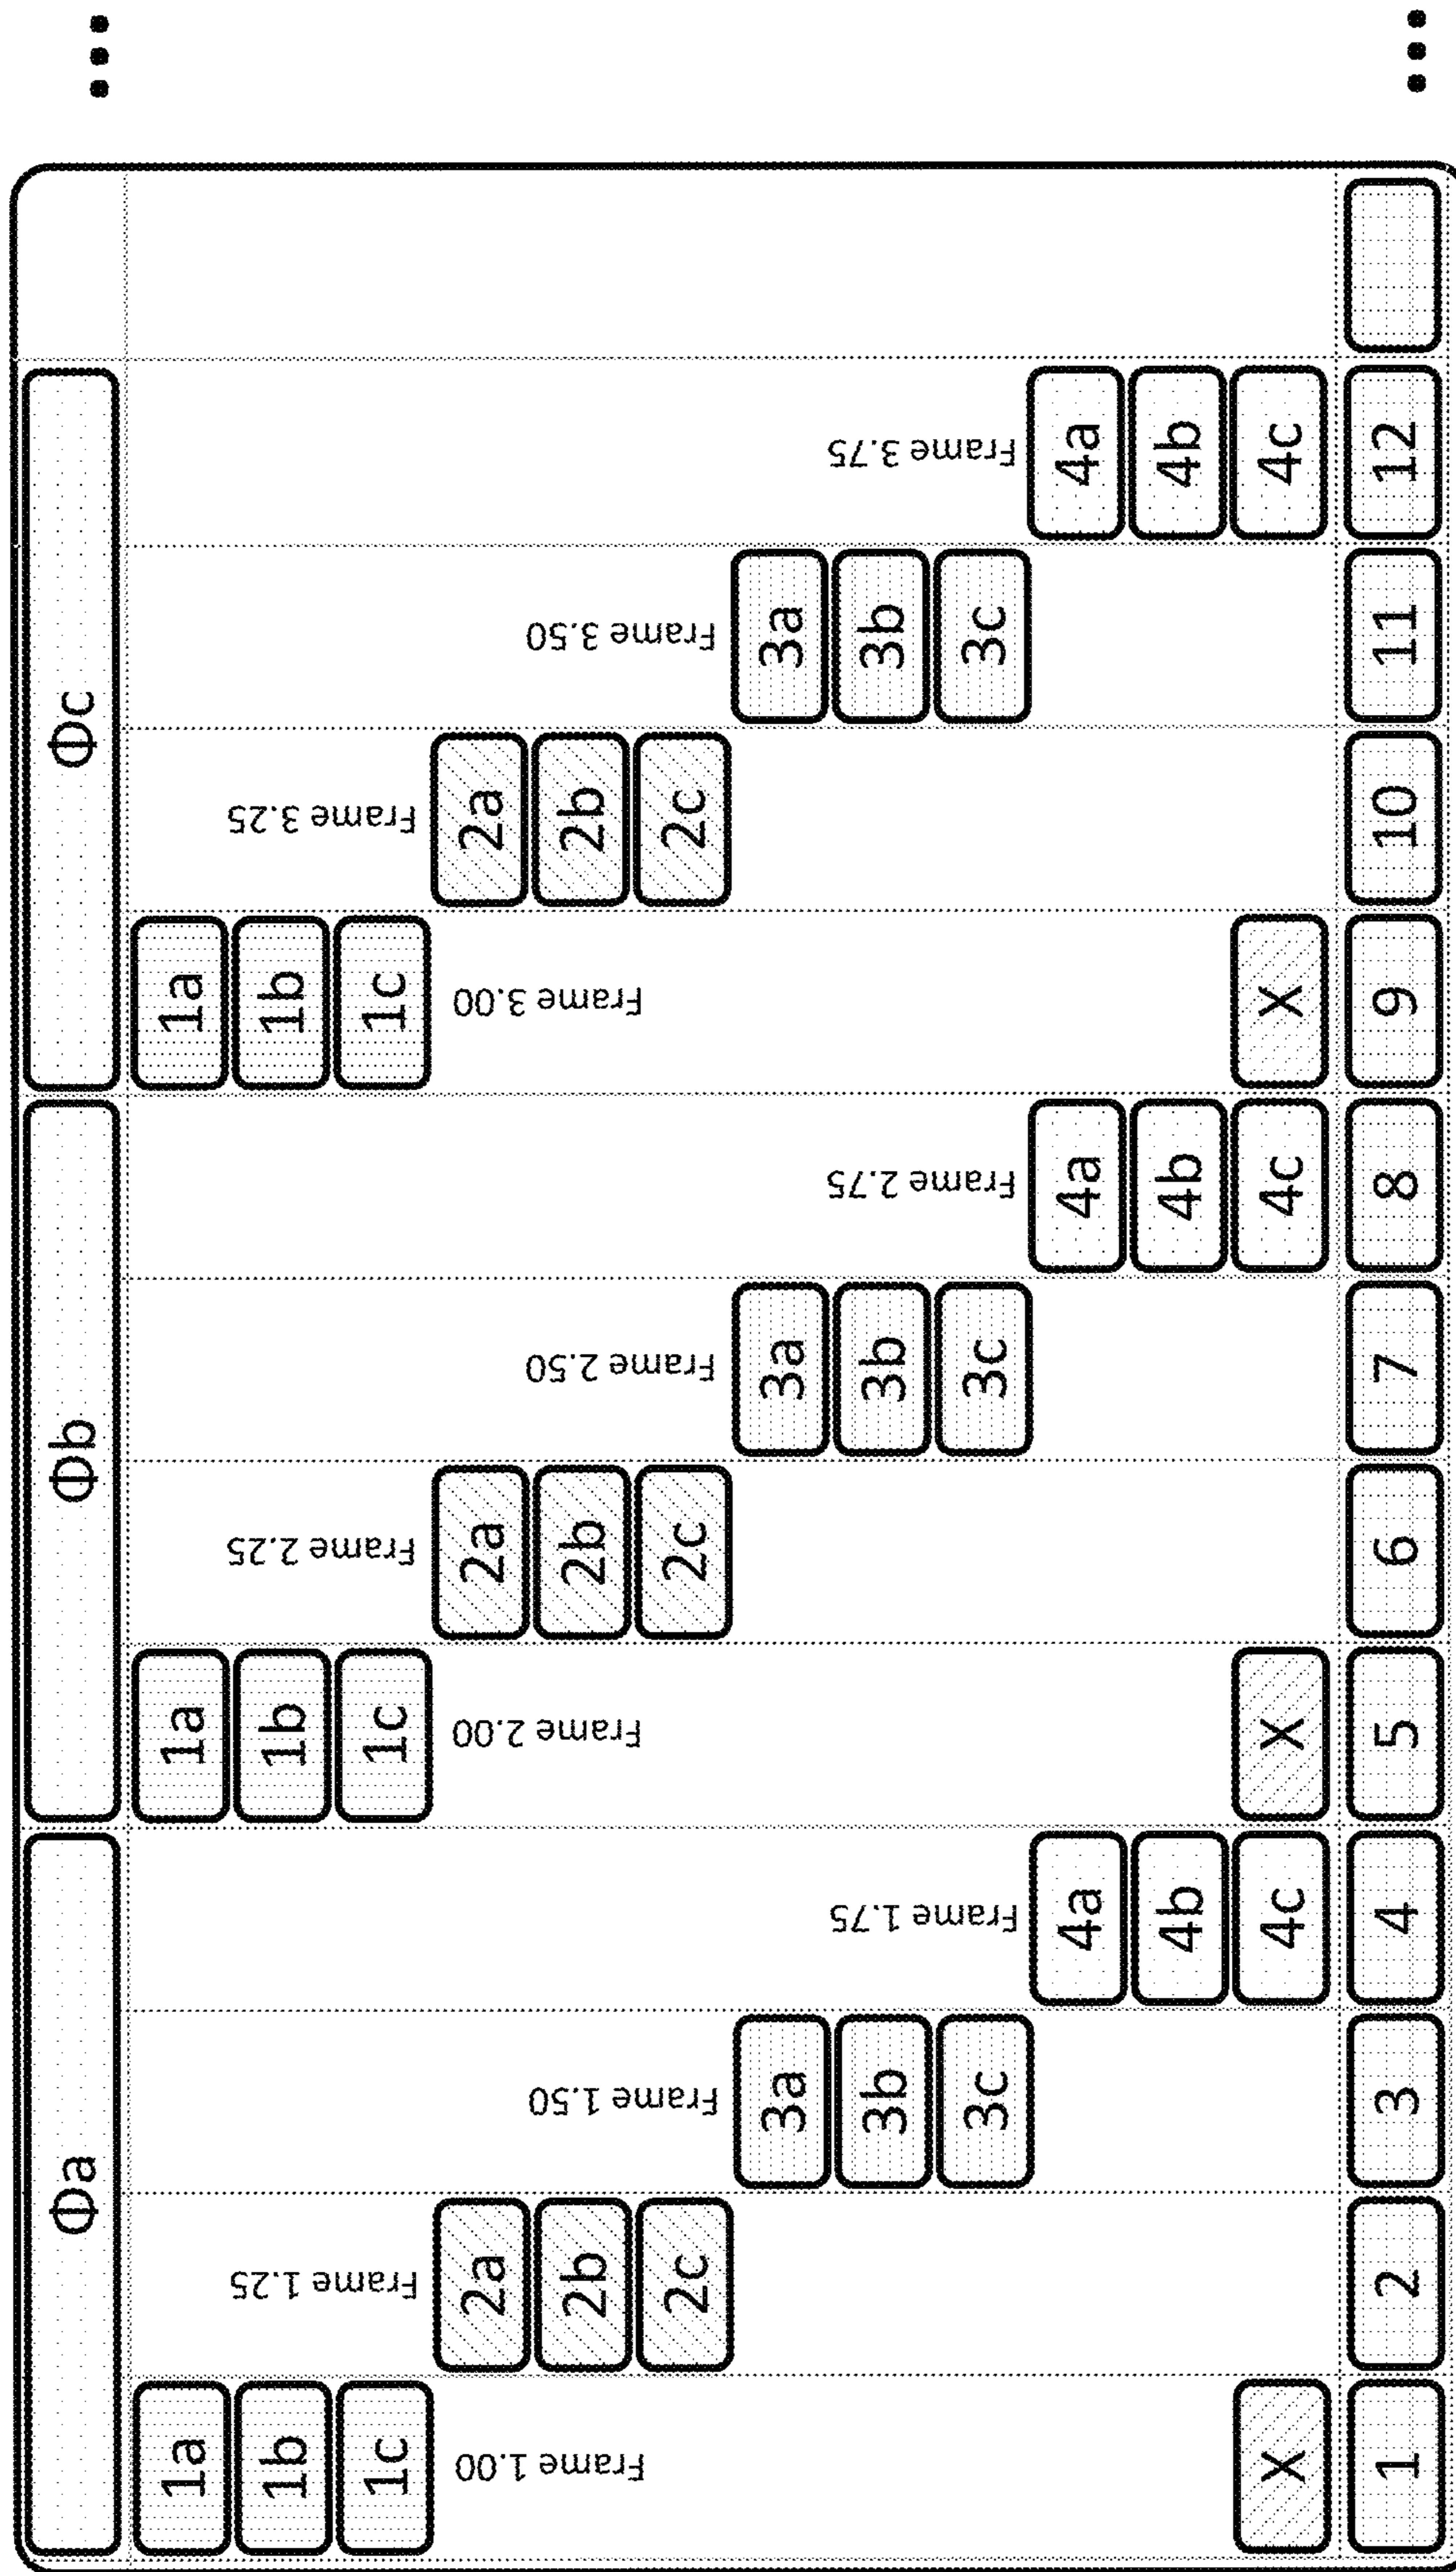 Φa
Φb
Φc
1a
1b
1c
Frame 1.00
X
1
Frame 1.25
2a
2b
2c
2
Frame 1.50
3a
3b
3c
3
Frame 1.75
4a
4b
4c
4
1a
1b
1c
Frame 2.00
X
5
Frame 2.25
2a
2b
2c
6
Frame 2.50
3a
3b
3c
7
Frame 2.75
4a
4b
4c
8
1a
1b
1c
Frame 3.00
X
9
Frame 3.25
2a
2b
2c
10
Frame 3.50
3a
3b
3c
11
Frame 3.75
4a
4b
4c
12